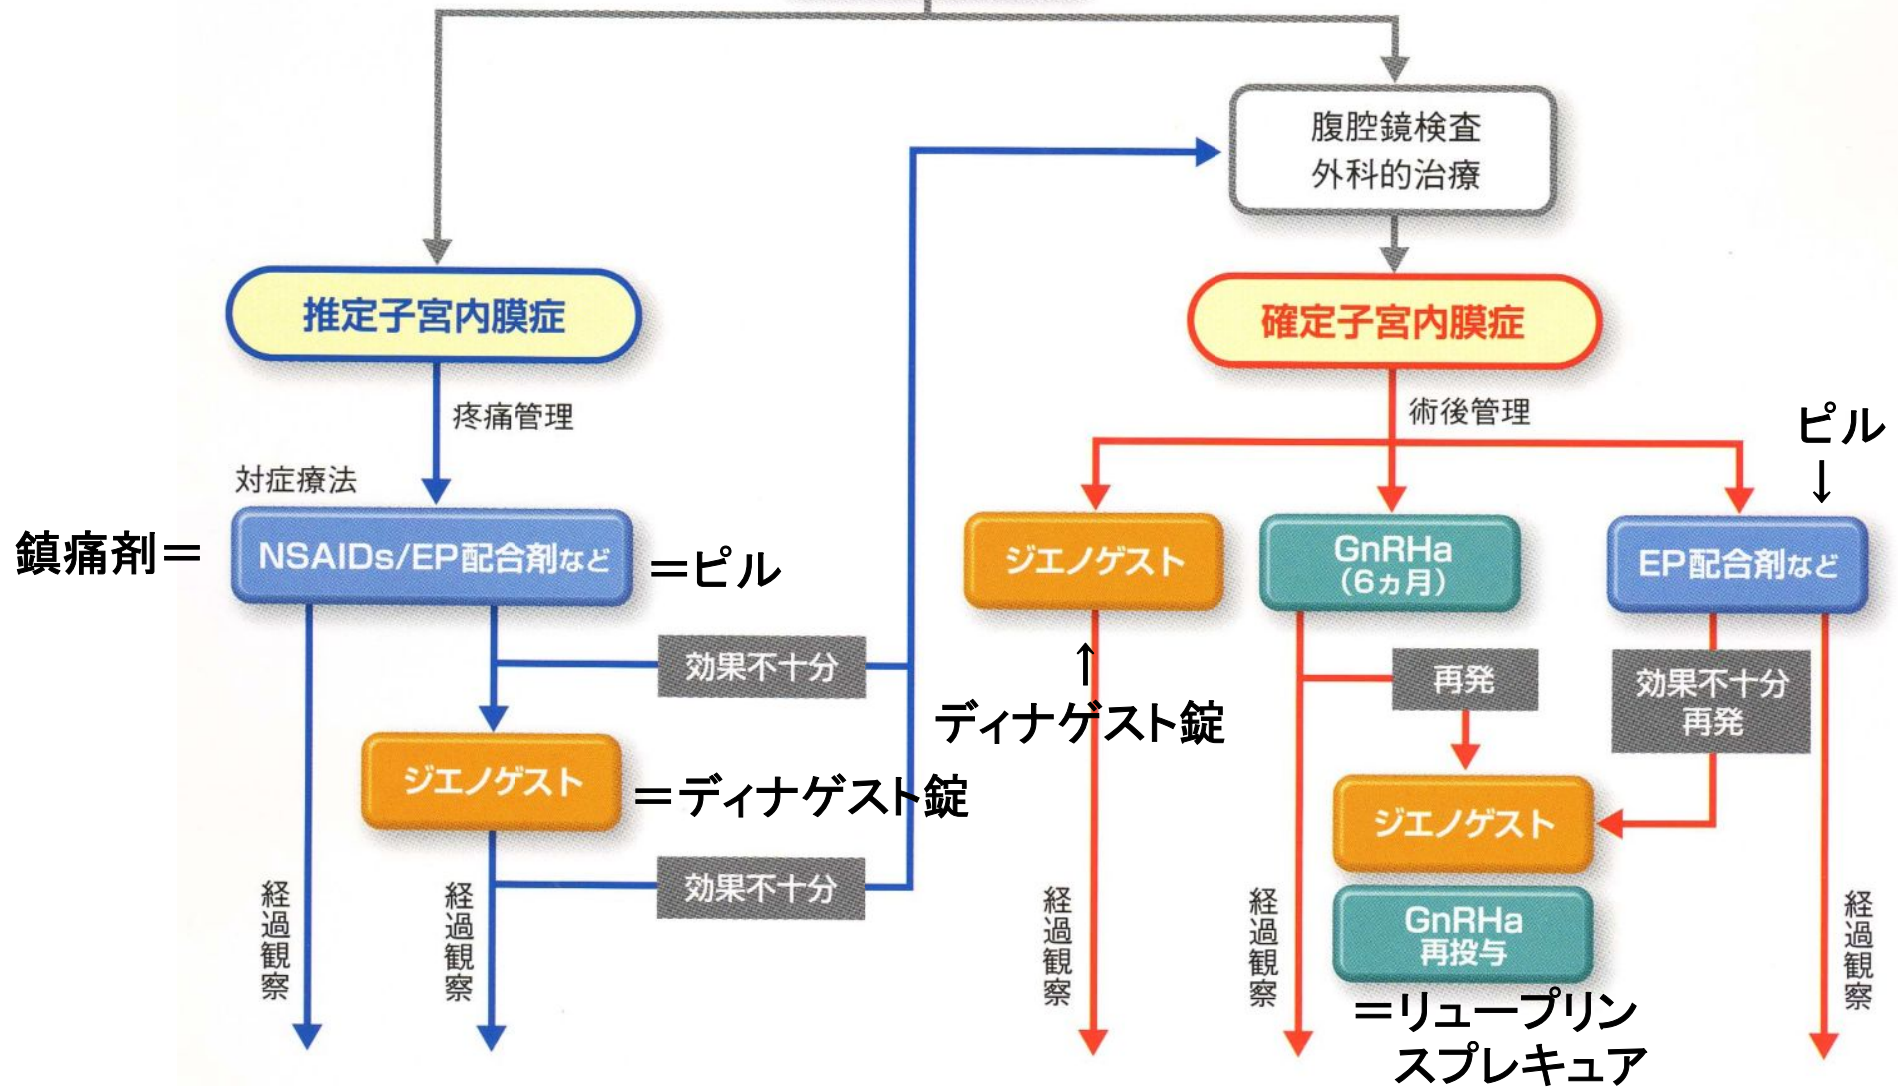 腹腔鏡検査
外科的治療
推定子宮内膜症
確定子宮内膜症
疼痛管理
術後管理
ピル
↓
対症療法
鎮痛剤＝
NSAIDs/EP配合剤など
＝ピル
ジエノゲスト
GnRHa
（6ヵ月）
EP配合剤など
効果不十分
↑
ディナゲスト錠
再発
効果不十分
再発
ジエノゲスト
＝ディナゲスト錠
ジエノゲスト
効果不十分
GnRHa
再投与
経過観察
経過観察
経過観察
経過観察
経過観察
＝リュープリン
スプレキュア